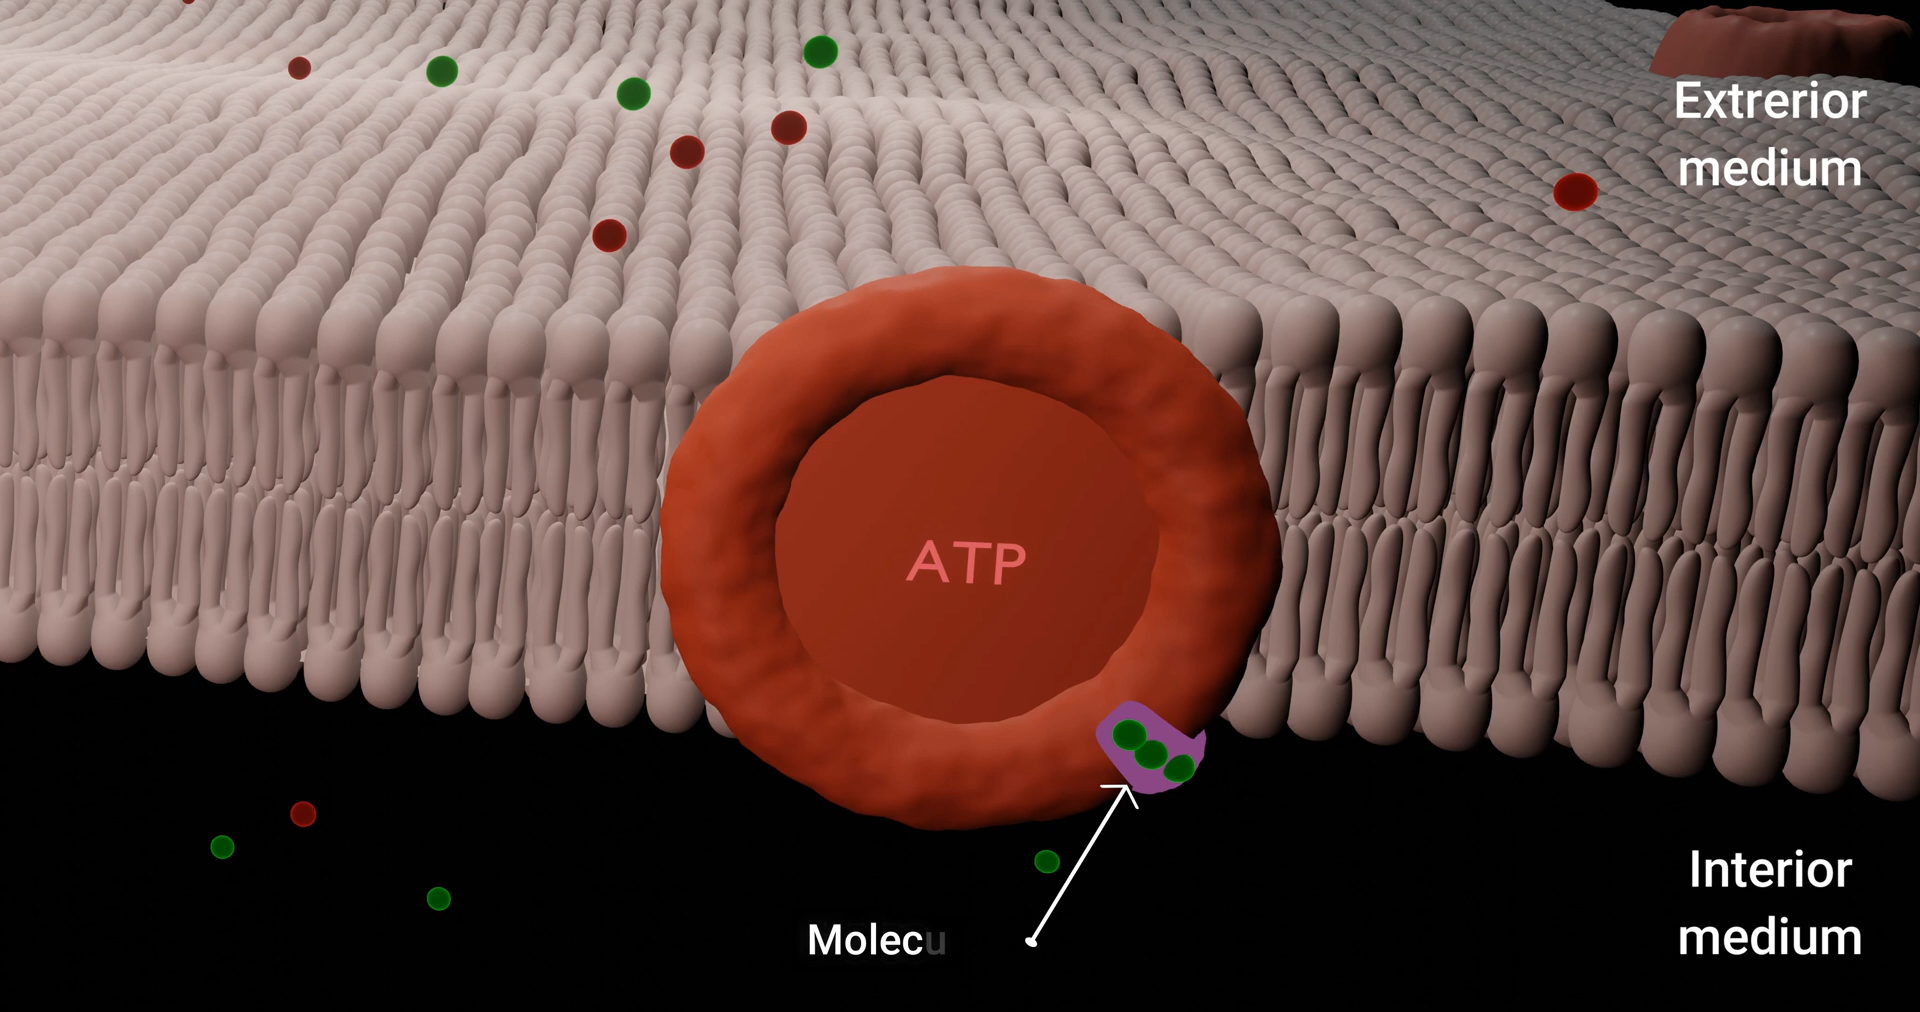 Extrerior
medium
ATP
Interior
medium
Molecu